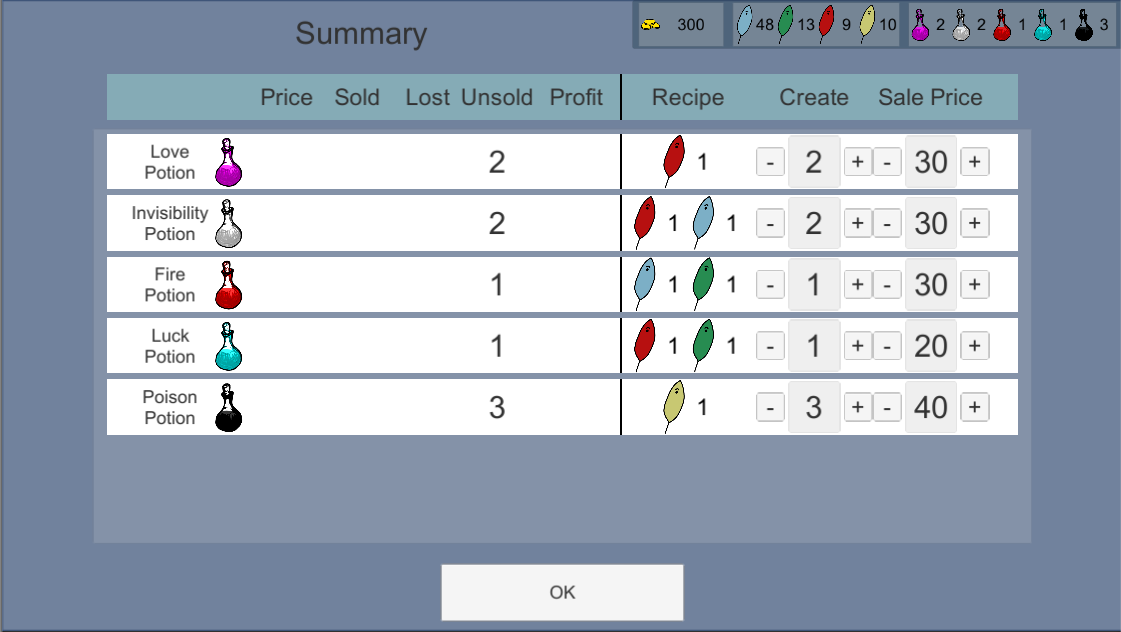 Summary
300 48 13 9 10 2 2 1 1 3
Price Sold Lost Unsold Profit Recipe Create Sale Price
Love
Potion
2 1 - 2 + - 30 +
Invisibility
Potion
2 1 1 - 2 + - 30 +
Fire
Potion
1 1 1 - 1 + - 30 +
Luck
Potion
1 1 1 - 1 + - 20 +
Poison
Potion
3 1 - 3 + - 40 +
OK